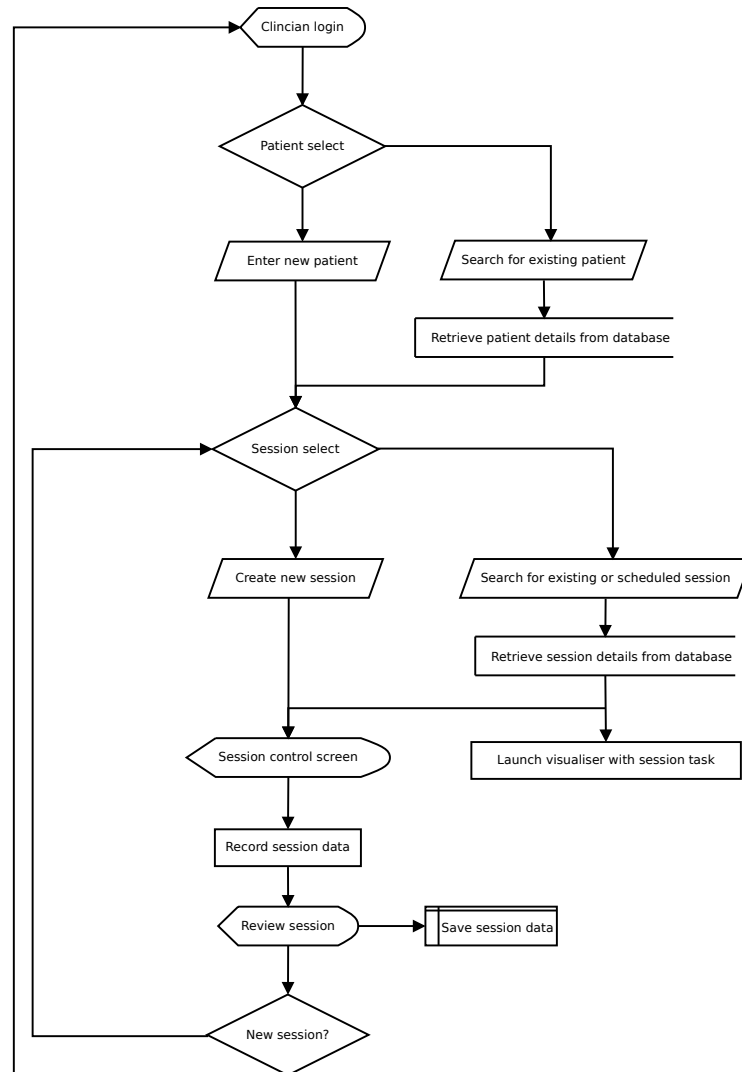 Clincian login
Patient select
Enter new patient
Search for existing patient
Retrieve patient details from database
Session select
Create new session
Search for existing or scheduled session
Retrieve session details from database
Session control screen
Launch visualiser with session task
Record session data
Review session
Save session data
New session?